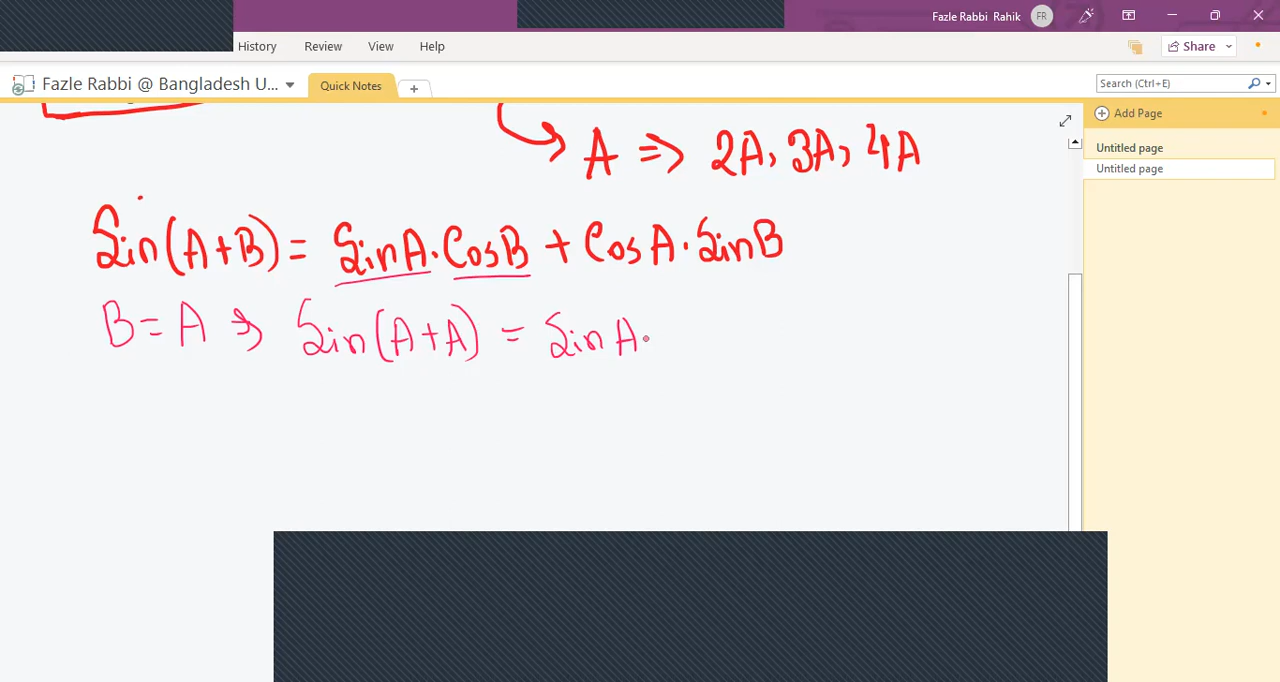 Fazle Rabbi Rahik FR
History Review View Help Share
Fazle Rabbi @ Bangladesh U... Quick Notes + Search (Ctrl+E)
Add Page
Untitled page
Untitled page
A ⇒ 2A, 3A, 4A
Sin(A+B) = SinA·CosB + CosA·SinB
B = A ⇒ Sin(A+A) = SinA·